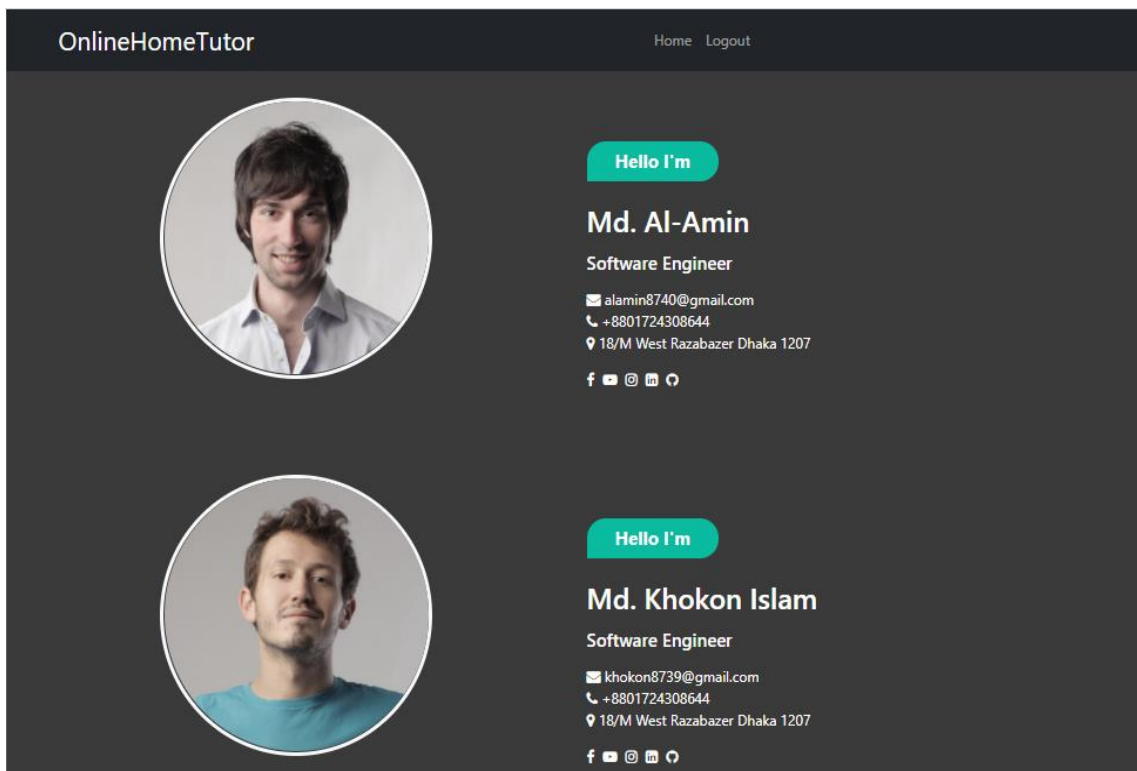 OnlineHomeTutor
Home Logout
Hello I'm
Md. Al-Amin
Software Engineer
alamin8740@gmail.com
+8801724308644
18/M West Razabazer Dhaka 1207
Hello I'm
Md. Khokon Islam
Software Engineer
khokon8739@gmail.com
+8801724308644
18/M West Razabazer Dhaka 1207